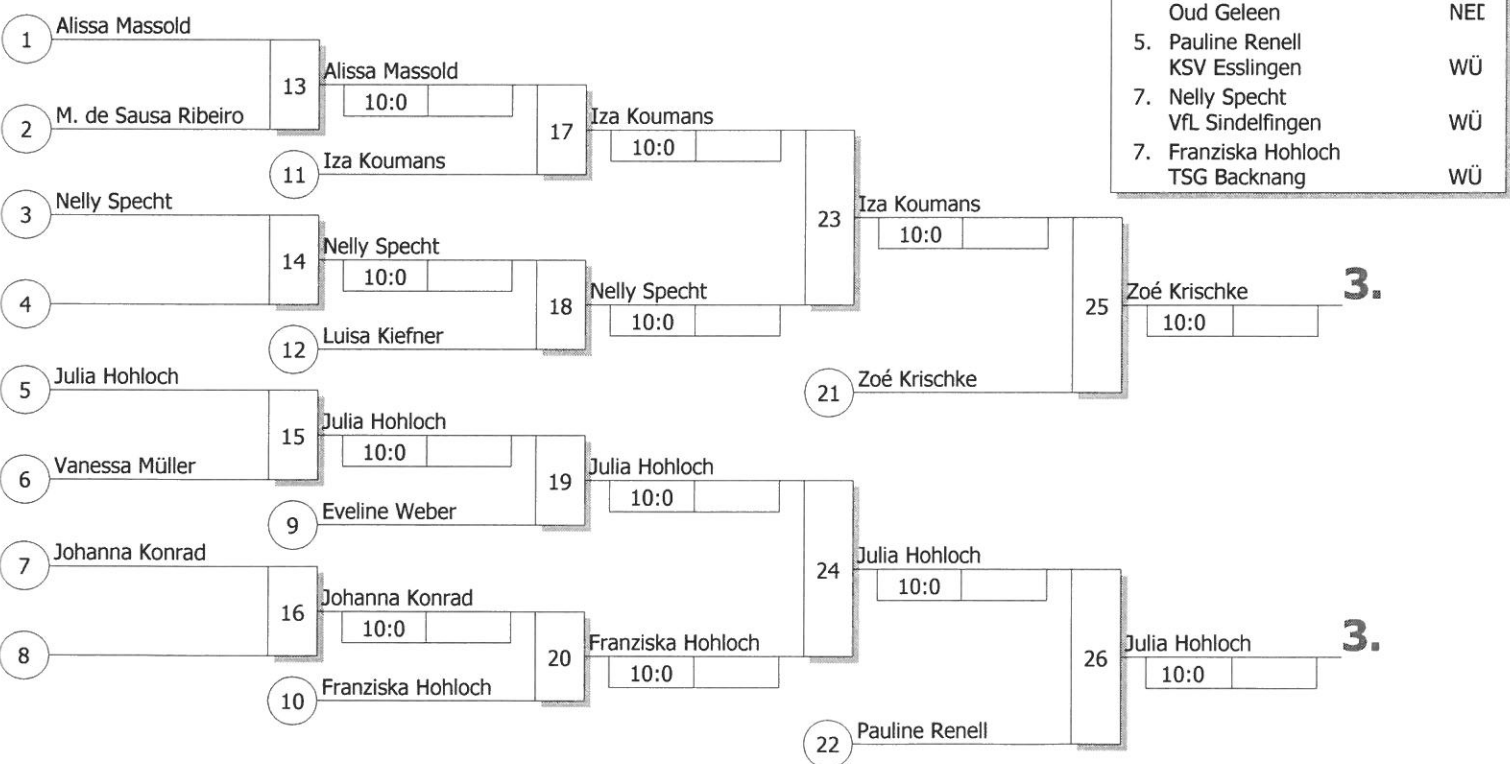 Oud Geleen NED
5. Pauline Renell
KSV Esslingen WÜ
7. Nelly Specht
VfL Sindelfingen WÜ
7. Franziska Hohloch
TSG Backnang WÜ
1 Alissa Massold
13 Alissa Massold
10:0
2 M. de Sausa Ribeiro
17 Iza Koumans
10:0
11 Iza Koumans
3 Nelly Specht
23 Iza Koumans
10:0
14 Nelly Specht
10:0
4
18 Nelly Specht
10:0
25 Zoé Krischke 3.
10:0
12 Luisa Kiefner
5 Julia Hohloch
21 Zoé Krischke
15 Julia Hohloch
10:0
6 Vanessa Müller
19 Julia Hohloch
10:0
9 Eveline Weber
7 Johanna Konrad
24 Julia Hohloch
10:0
16 Johanna Konrad
10:0
8
20 Franziska Hohloch
10:0
26 Julia Hohloch 3.
10:0
10 Franziska Hohloch
22 Pauline Renell